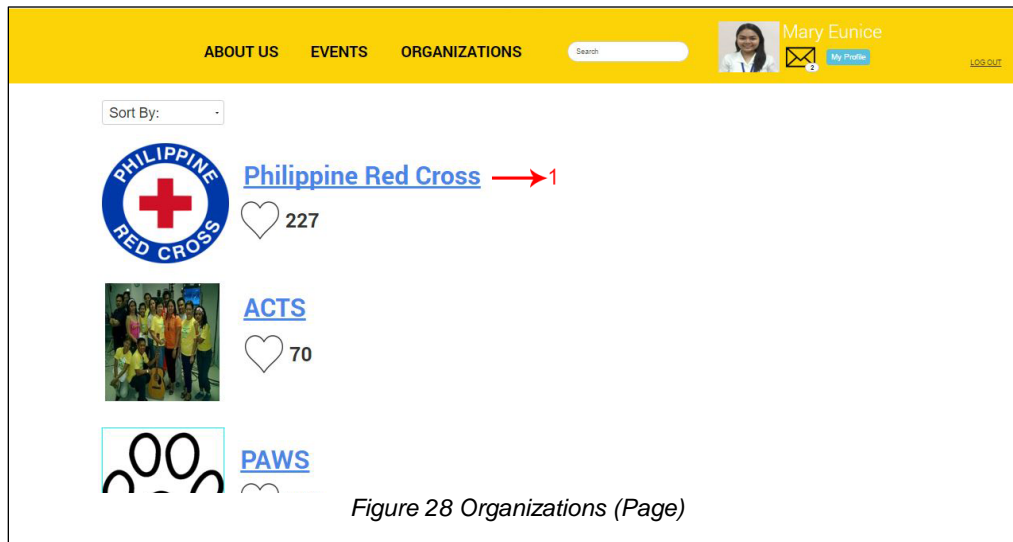 ABOUT US EVENTS ORGANIZATIONS Search Mary Eunice
2 My Profile
LOG OUT
Sort By:
PHILIPPINE
RED CROSS
Philippine Red Cross 1
227
ACTS
70
PAWS
Figure 28 Organizations (Page)